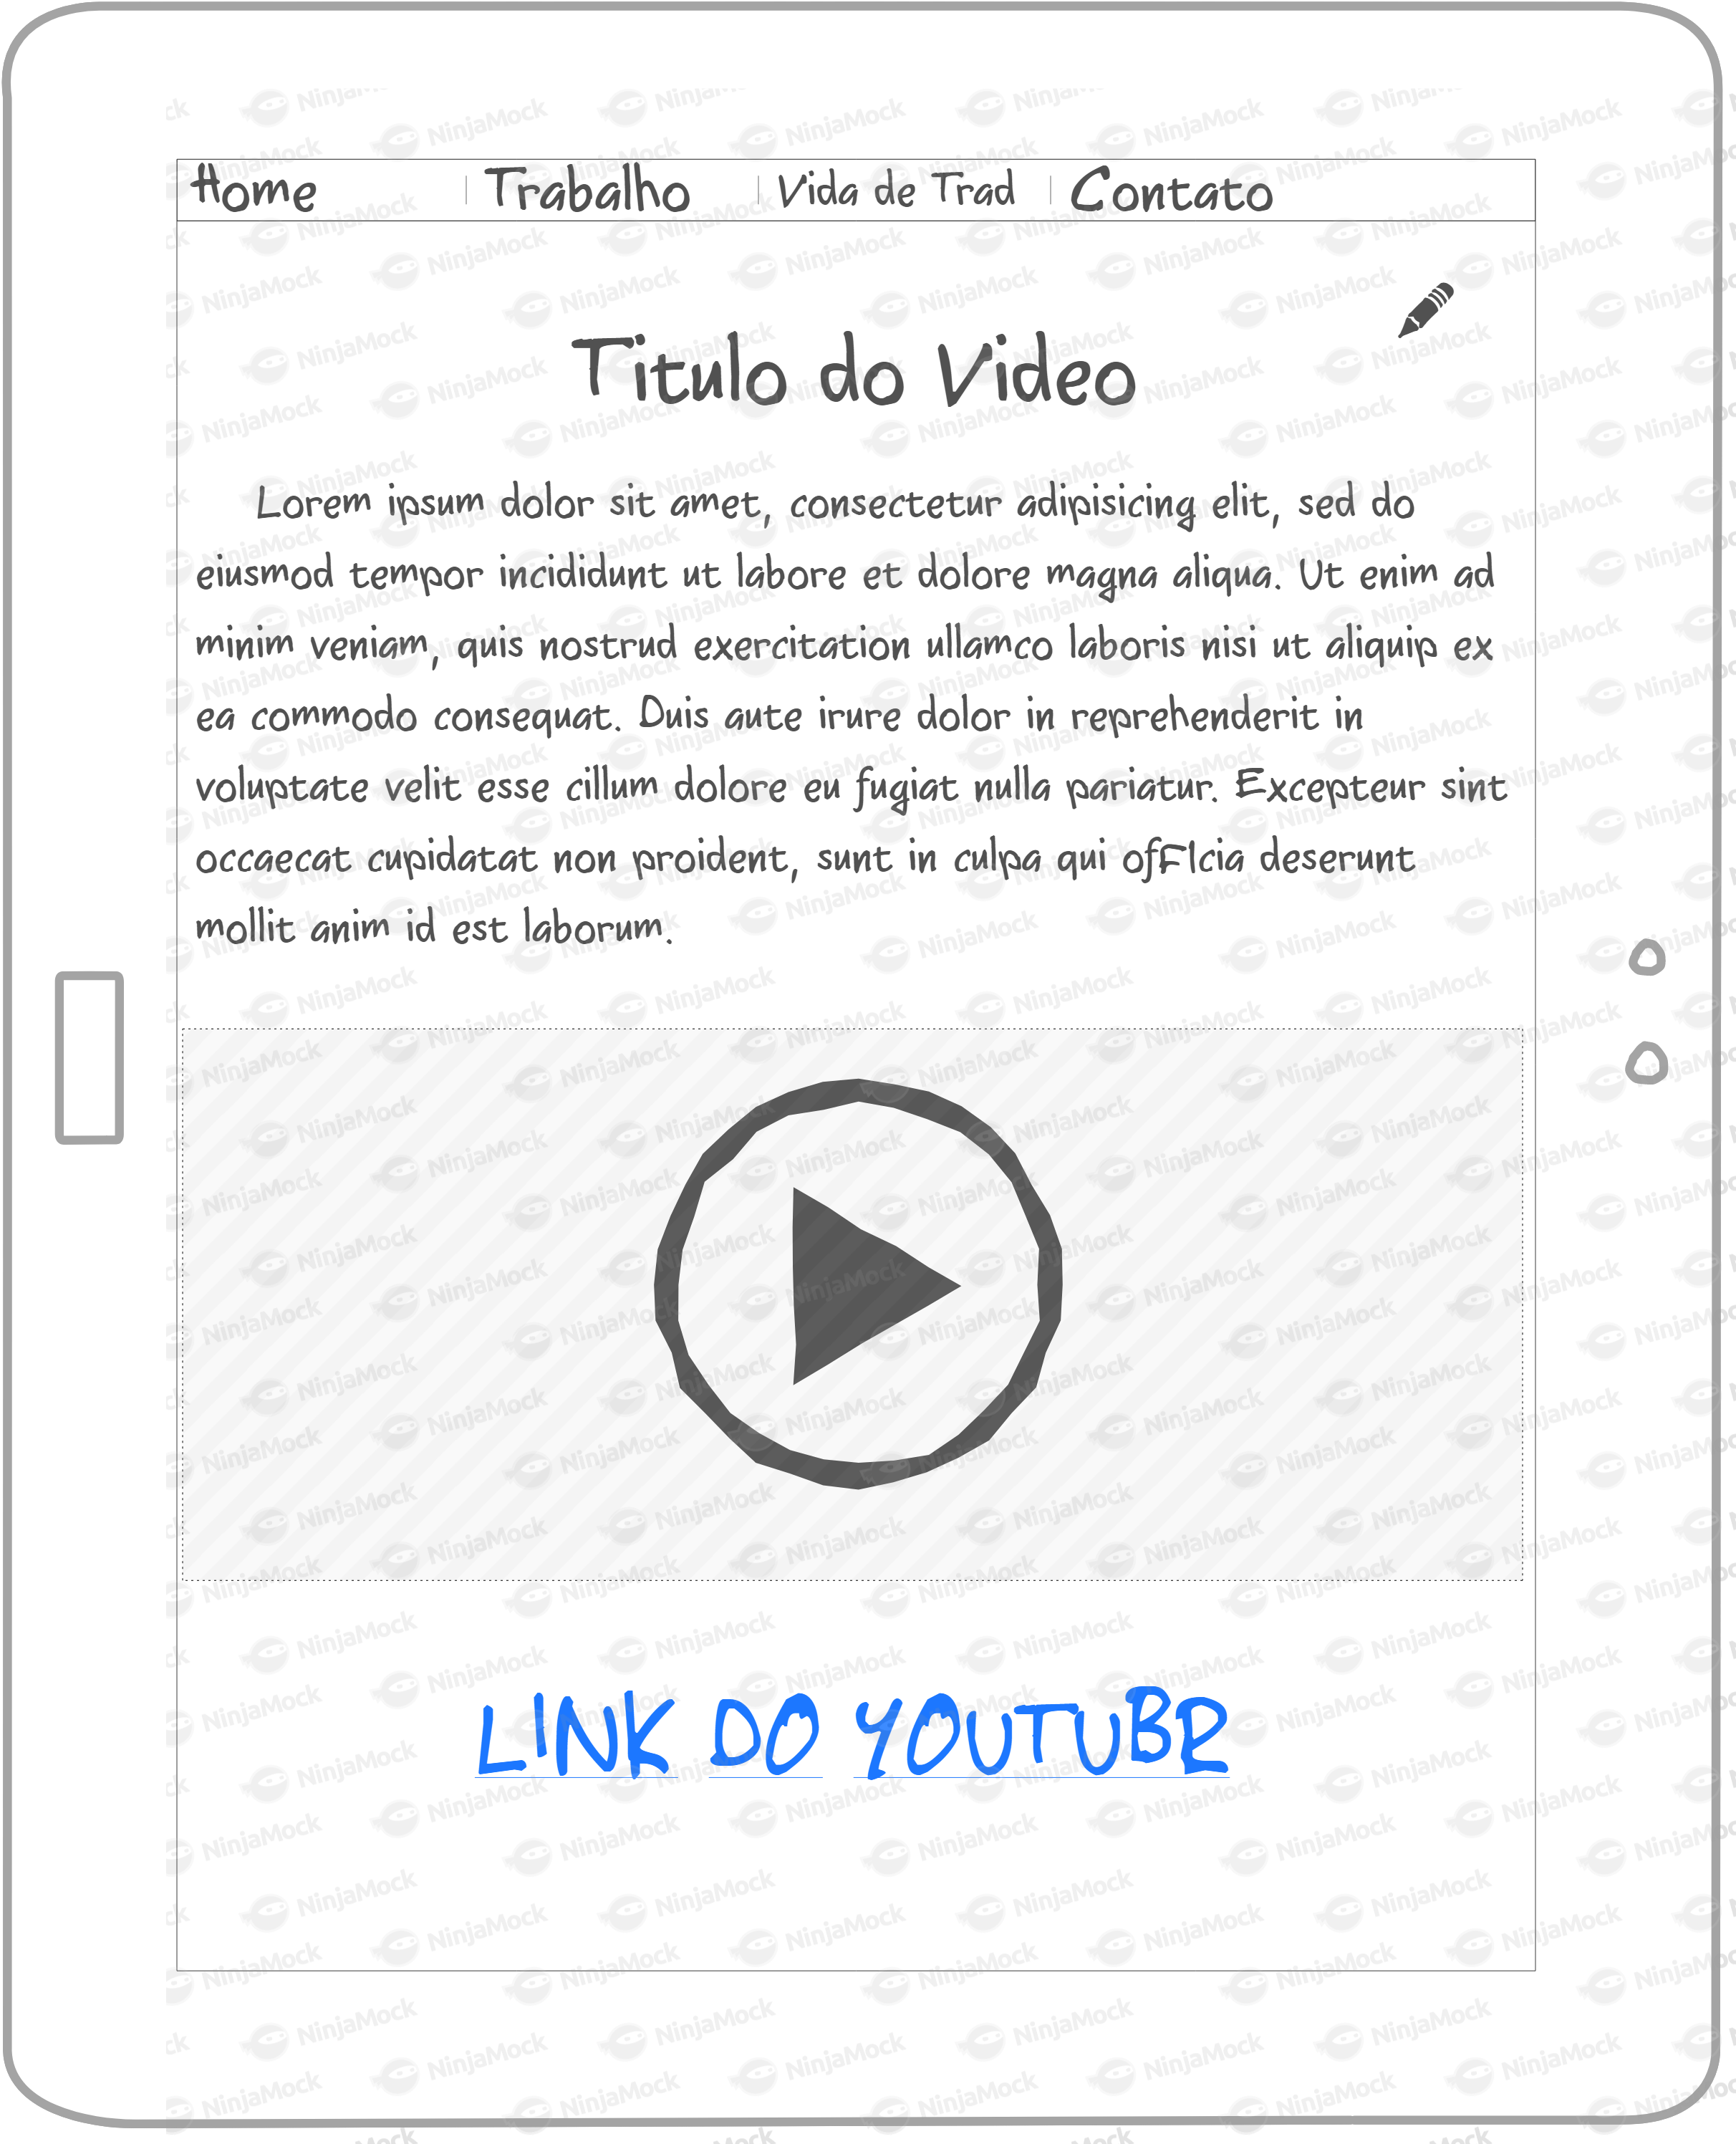 Home Trabalho Vida de Trad Contato
Titulo do Video
Lorem ipsum dolor sit amet, consectetur adipisicing elit, sed do
eiusmod tempor incididunt ut labore et dolore magna aliqua. Ut enim ad
minim veniam, quis nostrud exercitation ullamco laboris nisi ut aliquip ex
ea commodo consequat. Duis aute irure dolor in reprehenderit in
voluptate velit esse cillum dolore eu fugiat nulla pariatur. Excepteur sint
occaecat cupidatat non proident, sunt in culpa qui officia deserunt
mollit anim id est laborum.
LINK DO YOUTUBR
NinjaMock